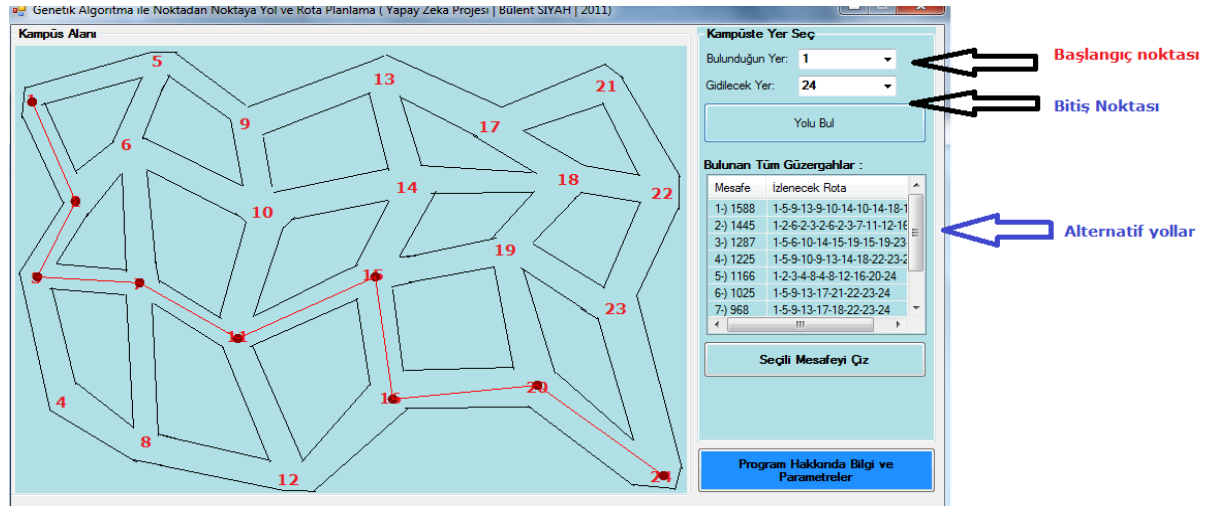 Genetik Algoritma ile Noktadan Noktaya Yol ve Rota Planlama ( Yapay Zeka Projesi | Bülent SIYAH | 2011)
Kampüs Alanı
1
5
6
9
13
17
21
2
10
14
18
22
3
7
11
15
19
23
4
8
12
16
20
24
Kampüste Yer Seç
Bulunduğun Yer: 1
Gidilecek Yer: 24
Yolu Bul
Bulunan Tüm Güzergahlar :
Mesafe İzlenecek Rota
1-) 1588 1-5-9-13-9-10-14-10-14-18-1
2-) 1445 1-2-6-2-3-2-6-2-3-7-11-12-16
3-) 1287 1-5-6-10-14-15-19-15-19-23-
4-) 1225 1-5-9-10-9-13-14-18-22-23-2
5-) 1166 1-2-3-4-8-4-8-12-16-20-24
6-) 1025 1-5-9-13-17-21-22-23-24
7-) 968 1-5-9-13-17-18-22-23-24
Seçili Mesafeyi Çiz
Program Hakkında Bilgi ve
Parametreler
Başlangıç noktası
Bitiş Noktası
Alternatif yollar